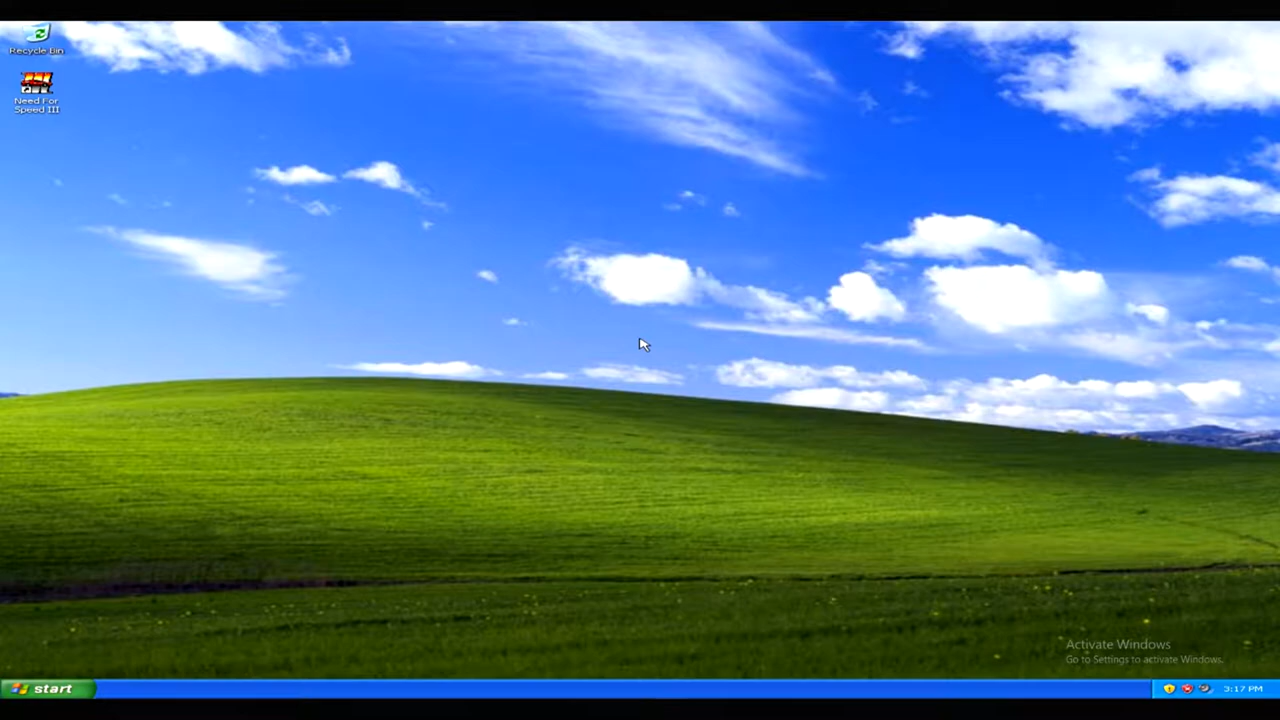 Recycle Bin
Need For
Speed III
Activate Windows
Go to Settings to activate Windows.
start
3:17 PM